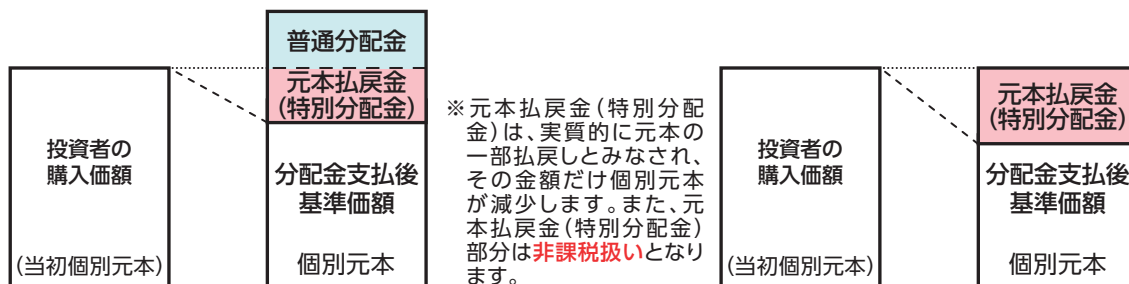 投資者の
購入価額
(当初個別元本)
普通分配金
元本払戻金
(特別分配金)
分配金支払後
基準価額
個別元本
※元本払戻金(特別分配
金)は、実質的に元本の
一部払戻しとみなされ、
その金額だけ個別元本
が減少します。また、元
本払戻金(特別分配金)
部分は非課税扱いとなり
ます。
投資者の
購入価額
(当初個別元本)
元本払戻金
(特別分配金)
分配金支払後
基準価額
個別元本